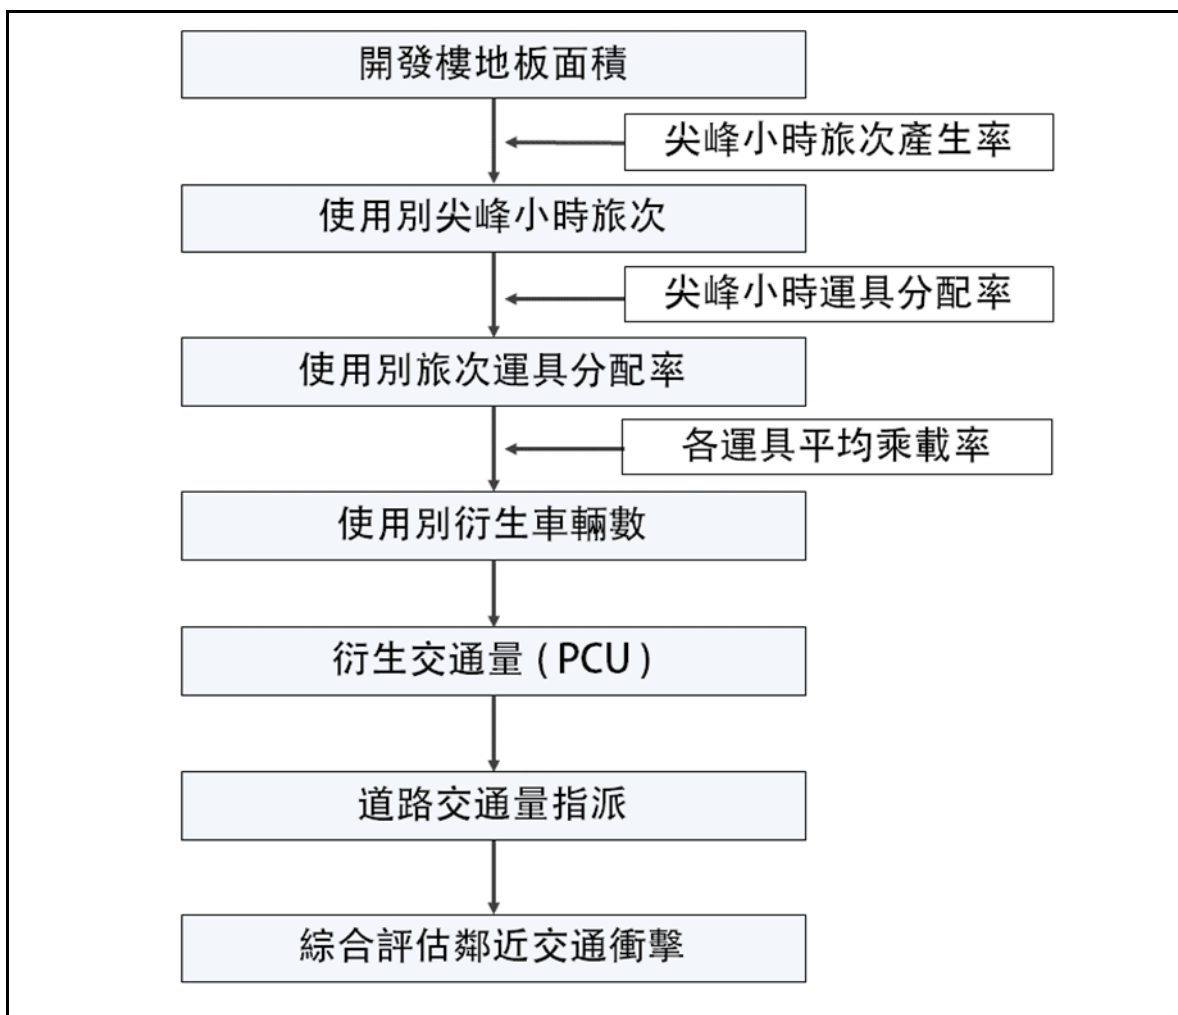 開發樓地板面積
尖峰小時旅次產生率
使用別尖峰小時旅次
尖峰小時運具分配率
使用別旅次運具分配率
各運具平均乘載率
使用別衍生車輛數
衍生交通量 ( PCU )
道路交通量指派
綜合評估鄰近交通衝擊